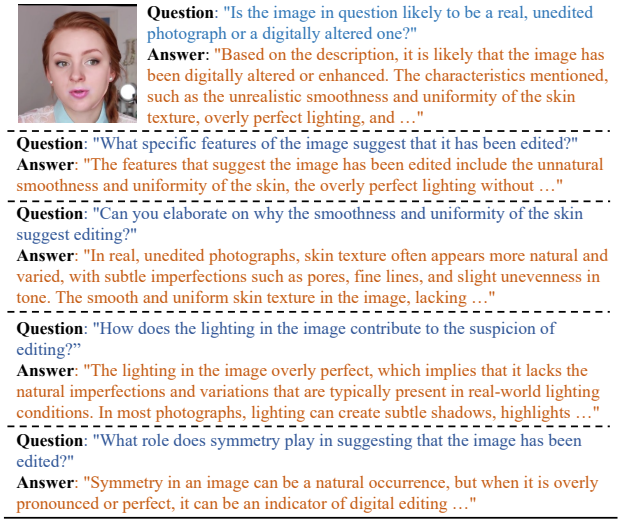 Question: "Is the image in question likely to be a real, unedited
photograph or a digitally altered one?"
Answer: "Based on the description, it is likely that the image has
been digitally altered or enhanced. The characteristics mentioned,
such as the unrealistic smoothness and uniformity of the skin
texture, overly perfect lighting, and …"
Question: "What specific features of the image suggest that it has been edited?"
Answer: "The features that suggest the image has been edited include the unnatural
smoothness and uniformity of the skin, the overly perfect lighting without …"
Question: "Can you elaborate on why the smoothness and uniformity of the skin
suggest editing?"
Answer: "In real, unedited photographs, skin texture often appears more natural and
varied, with subtle imperfections such as pores, fine lines, and slight unevenness in
tone. The smooth and uniform skin texture in the image, lacking …"
Question: "How does the lighting in the image contribute to the suspicion of
editing?”
Answer: "The lighting in the image overly perfect, which implies that it lacks the
natural imperfections and variations that are typically present in real-world lighting
conditions. In most photographs, lighting can create subtle shadows, highlights …"
Question: "What role does symmetry play in suggesting that the image has been
edited?"
Answer: "Symmetry in an image can be a natural occurrence, but when it is overly
pronounced or perfect, it can be an indicator of digital editing …"